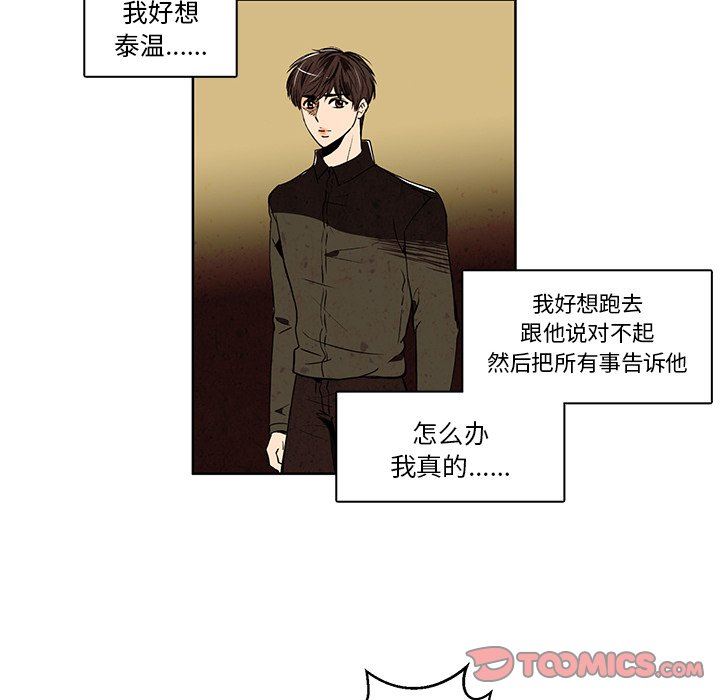 我好想
泰温......
我好想跑去
跟他说对不起
然后把所有事告诉他
怎么办
我真的......
TOOMICS.COM